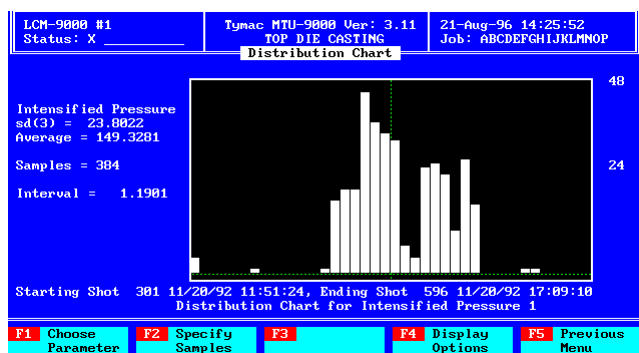 LCM-9000 #1 Tymac MTU-9000 Ver: 3.11 21-Aug-96 14:25:52
Status: X __________ TOP DIE CASTING Job: ABCDEFGHIJKLMNOP
Distribution Chart
48
Intensified Pressure
sd(3) = 23.8022
Average = 149.3281
Samples = 384
24
Interval = 1.1901
Starting Shot 301 11/20/92 11:51:24, Ending Shot 596 11/20/92 17:09:10
Distribution Chart for Intensified Pressure 1
F1 Choose Parameter
F2 Specify Samples
F3
F4 Display Options
F5 Previous Menu